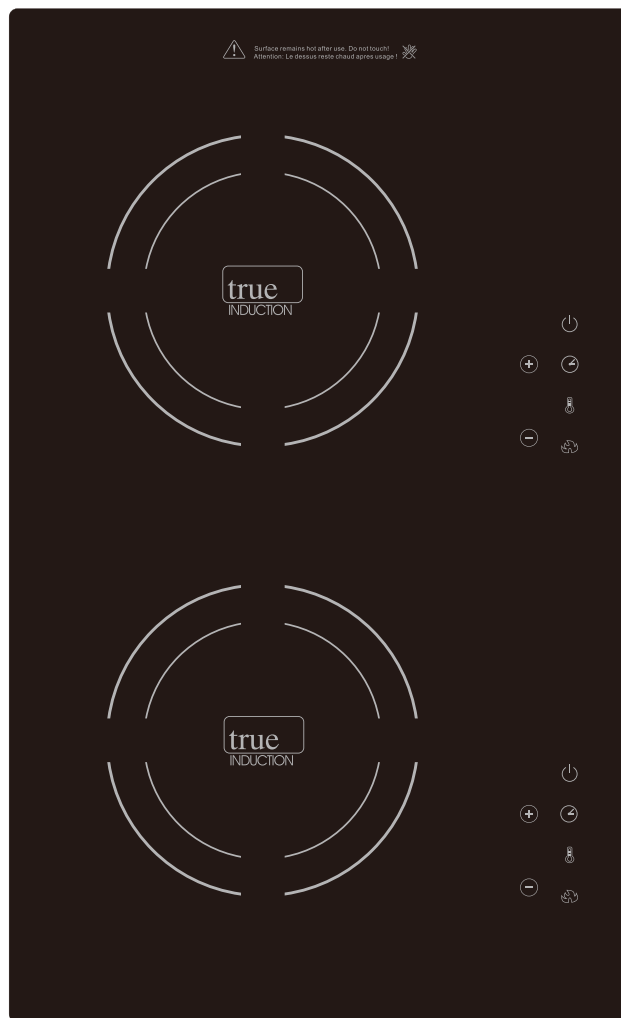 Surface remains hot after use. Do not touch!
Attention: Le dessus reste chaud apres usage !
true
INDUCTION
true
INDUCTION